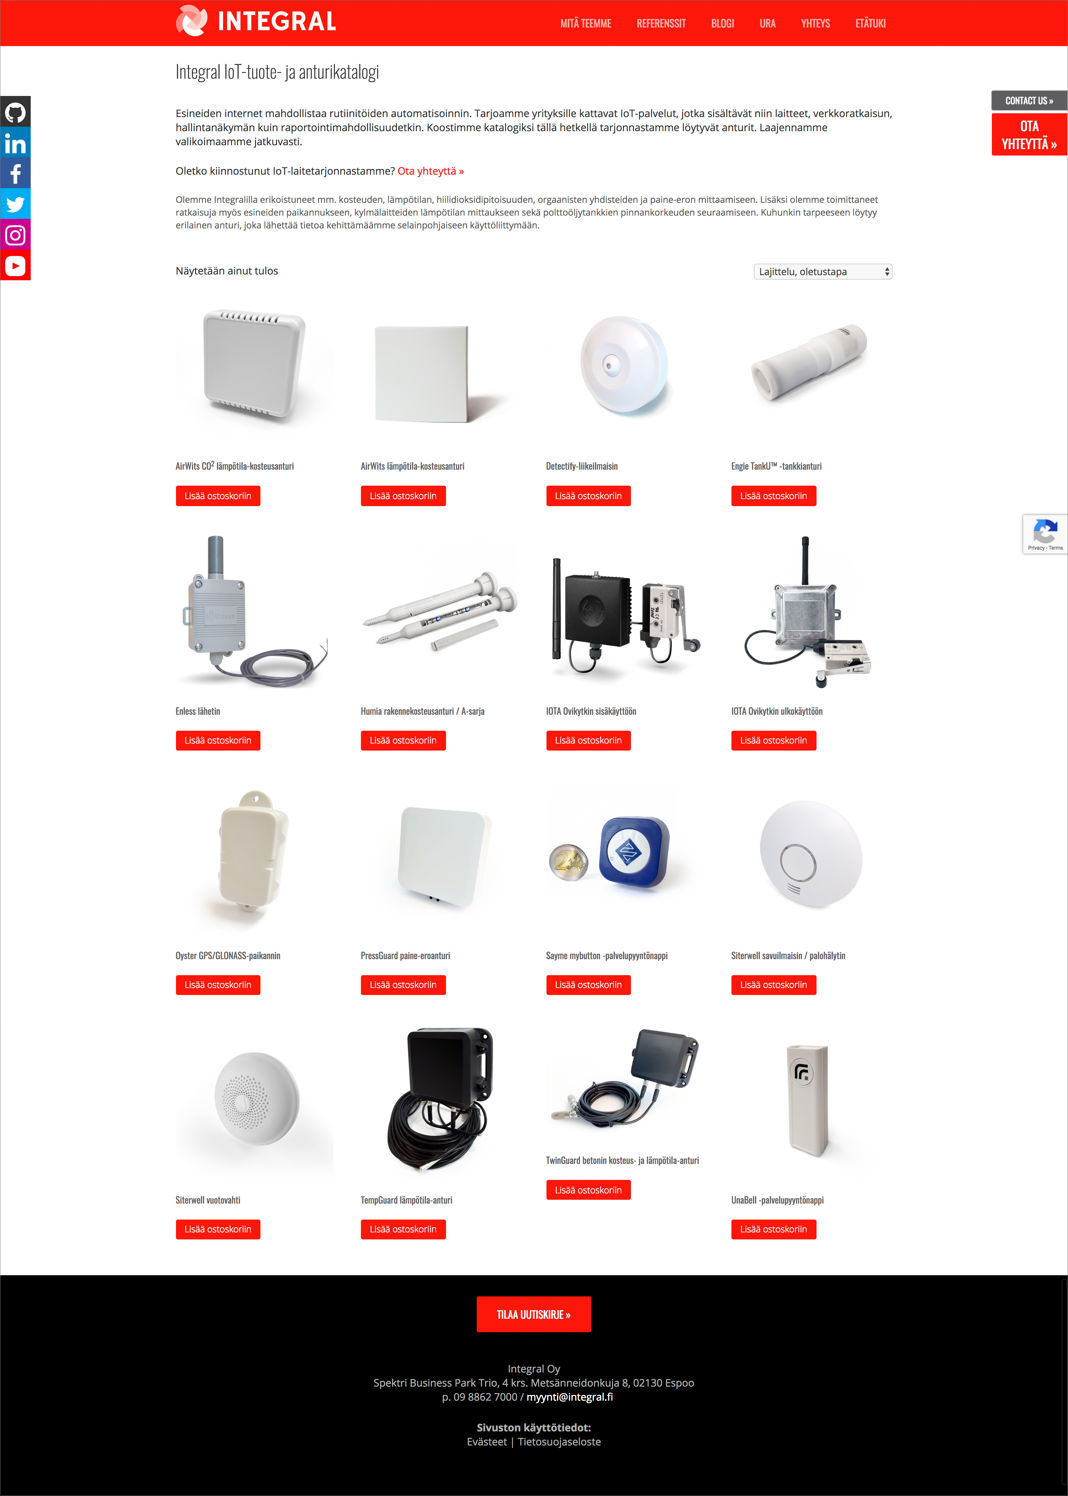 INTEGRAL
MITÄ TEEMME REFERENSSIT BLOGI URA YHTEYS ETÄTUKI
Integral IoT-tuote- ja anturikatalogi
CONTACT US »
OTA
YHTEYTTÄ »
Esineiden internet mahdollistaa rutiinitöiden automatisoinnin. Tarjoamme yrityksille kattavat IoT-palvelut, jotka sisältävät niin laitteet, verkkoratkaisun,
hallintanäkymän kuin raportointimahdollisuudetkin. Koostimme katalogiksi tällä hetkellä tarjonnastamme löytyvät anturit. Laajennamme
valikoimaamme jatkuvasti.
Oletko kiinnostunut IoT-laitetarjonnastamme? Ota yhteyttä »
Olemme Integralilla erikoistuneet mm. kosteuden, lämpötilan, hiilidioksidipitoisuuden, orgaanisten yhdisteiden ja paine-eron mittaamiseen. Lisäksi olemme toimittaneet
ratkaisuja myös esineiden paikannukseen, kylmälaitteiden lämpötilan mittaukseen sekä polttoöljytankkien pinnankorkeuden seuraamiseen. Kuhunkin tarpeeseen löytyy
erilainen anturi, joka lähettää tietoa kehittämäämme selainpohjaiseen käyttöliittymään.
Näytetään ainut tulos
Lajittelu, oletustapa
AirWits CO² lämpötila-kosteusanturi
AirWits lämpötila-kosteusanturi
Detectify-liikeilmaisin
Engie TankU™ -tankkianturi
Lisää ostoskoriin
Lisää ostoskoriin
Lisää ostoskoriin
Lisää ostoskoriin
Privacy - Terms
Enless lähetin
Humia rakennekosteusanturi / A-sarja
IOTA Ovikytkin sisäkäyttöön
IOTA Ovikytkin ulkokäyttöön
Lisää ostoskoriin
Lisää ostoskoriin
Lisää ostoskoriin
Lisää ostoskoriin
Oyster GPS/GLONASS-paikannin
PressGuard paine-eroanturi
Sayme mybutton -palvelupyyntönappi
Siterwell savuilmaisin / palohälytin
Lisää ostoskoriin
Lisää ostoskoriin
Lisää ostoskoriin
Lisää ostoskoriin
TwinGuard betonin kosteus- ja lämpötila-anturi
Lisää ostoskoriin
Siterwell vuotovahti
TempGuard lämpötila-anturi
UnaBell -palvelupyyntönappi
Lisää ostoskoriin
Lisää ostoskoriin
Lisää ostoskoriin
TILAA UUTISKIRJE »
Integral Oy
Spektri Business Park Trio, 4 krs. Metsänneidonkuja 8, 02130 Espoo
p. 09 8862 7000 / myynti@integral.fi
Sivuston käyttötiedot:
Evästeet | Tietosuojaseloste